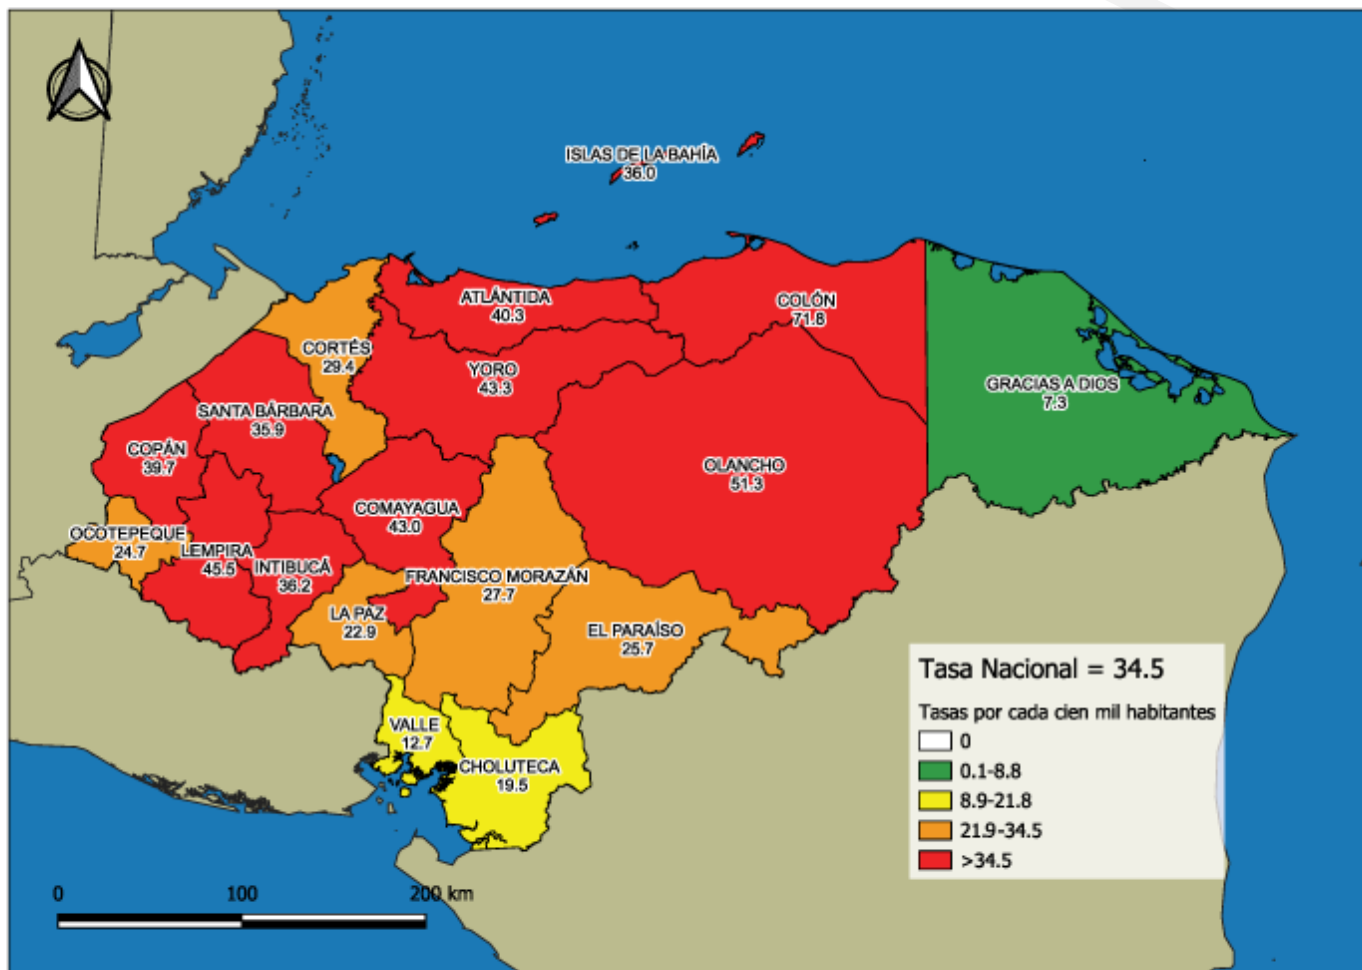 ISLAS DE LA BAHÍA
36.0
ATLÁNTIDA
40.3
COLÓN
71.8
CORTÉS
29.4
YORO
43.3
GRACIAS A DIOS
7.3
SANTA BÁRBARA
35.9
COPÁN
39.7
OLANCHO
51.3
COMAYAGUA
43.0
OCOTEPEQUE
24.7
LEMPIRA
45.5
INTIBUCÁ
36.2
FRANCISCO MORAZÁN
27.7
LA PAZ
22.9
EL PARAÍSO
25.7
VALLE
12.7
CHOLUTECA
19.5
Tasa Nacional = 34.5
Tasas por cada cien mil habitantes
0
0.1-8.8
8.9-21.8
21.9-34.5
>34.5
0 100 200 km